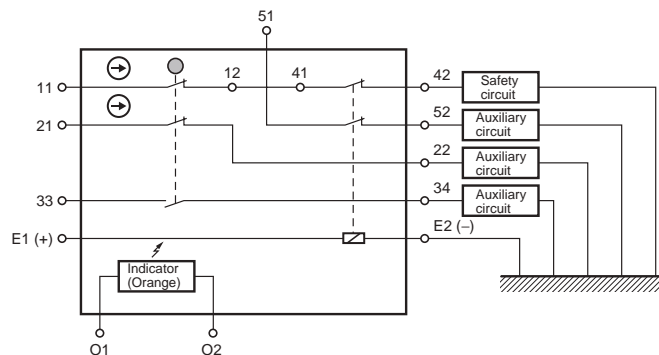 51
11
12
41
42
Safety
circuit
21
52
Auxiliary
circuit
22
Auxiliary
circuit
33
34
Auxiliary
circuit
E1 (+)
E2 (−)
Indicator
(Orange)
O1
O2